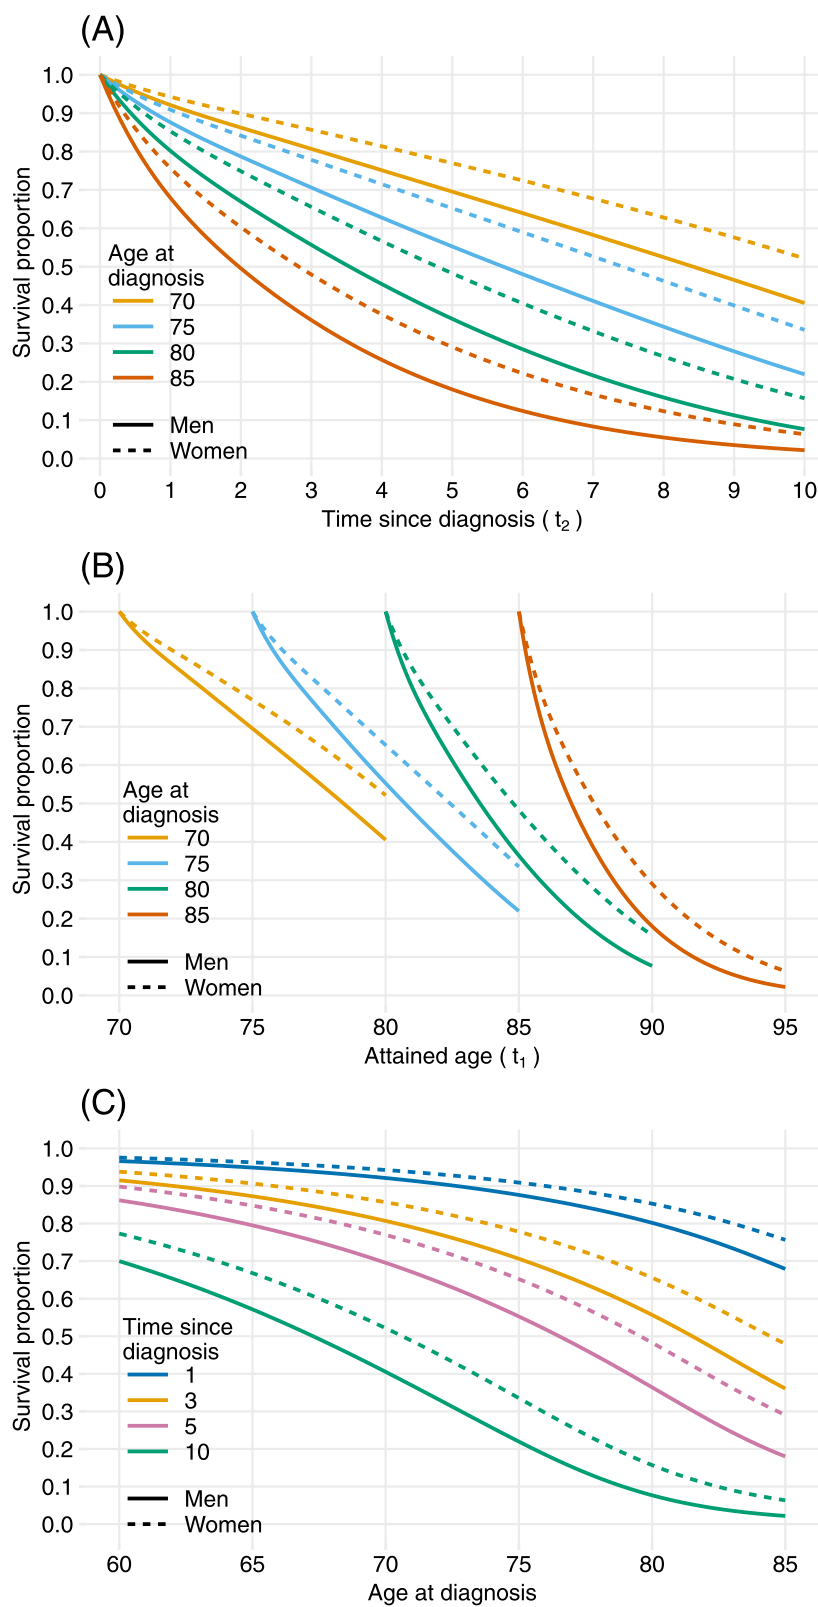 (A)
Survival proportion
1.0
0.9
0.8
0.7
0.6
0.5
0.4
0.3
0.2
0.1
0.0
Age at
diagnosis
70
75
80
85
Men
Women
0 1 2 3 4 5 6 7 8 9 10
Time since diagnosis ( t₂ )
(B)
Survival proportion
1.0
0.9
0.8
0.7
0.6
0.5
0.4
0.3
0.2
0.1
0.0
Age at
diagnosis
70
75
80
85
Men
Women
70 75 80 85 90 95
Attained age ( t₁ )
(C)
Survival proportion
1.0
0.9
0.8
0.7
0.6
0.5
0.4
0.3
0.2
0.1
0.0
Time since
diagnosis
1
3
5
10
Men
Women
60 65 70 75 80 85
Age at diagnosis